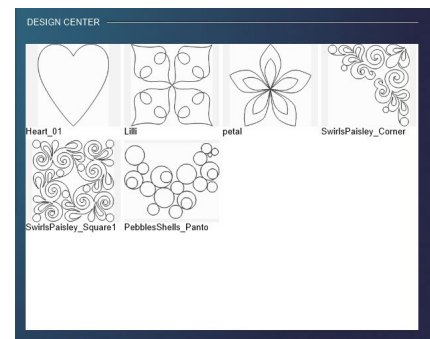 DESIGN CENTER
Heart_01
Lilli
petal
SwirlsPaisley_Corner
SwirlsPaisley_Square1
PebblesShells_Panto